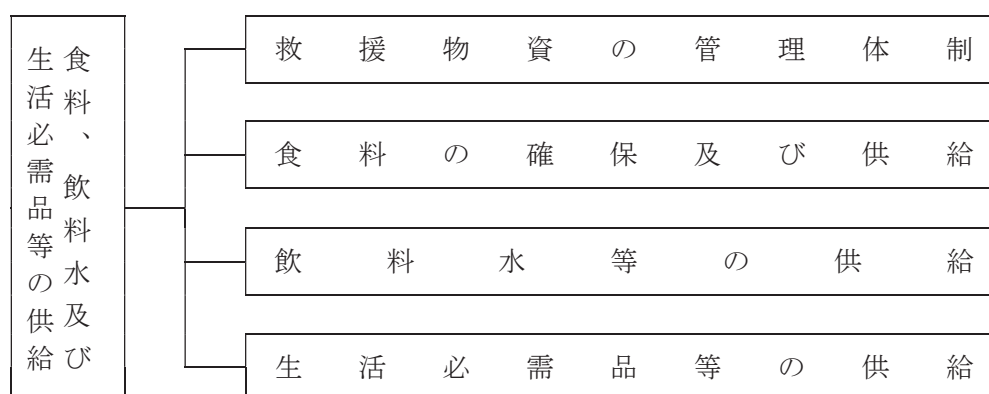 食料、飲料水及び
生活必需品等の供給
救援物資の管理体制
食料の確保及び供給
飲料水等の供給
生活必需品等の供給